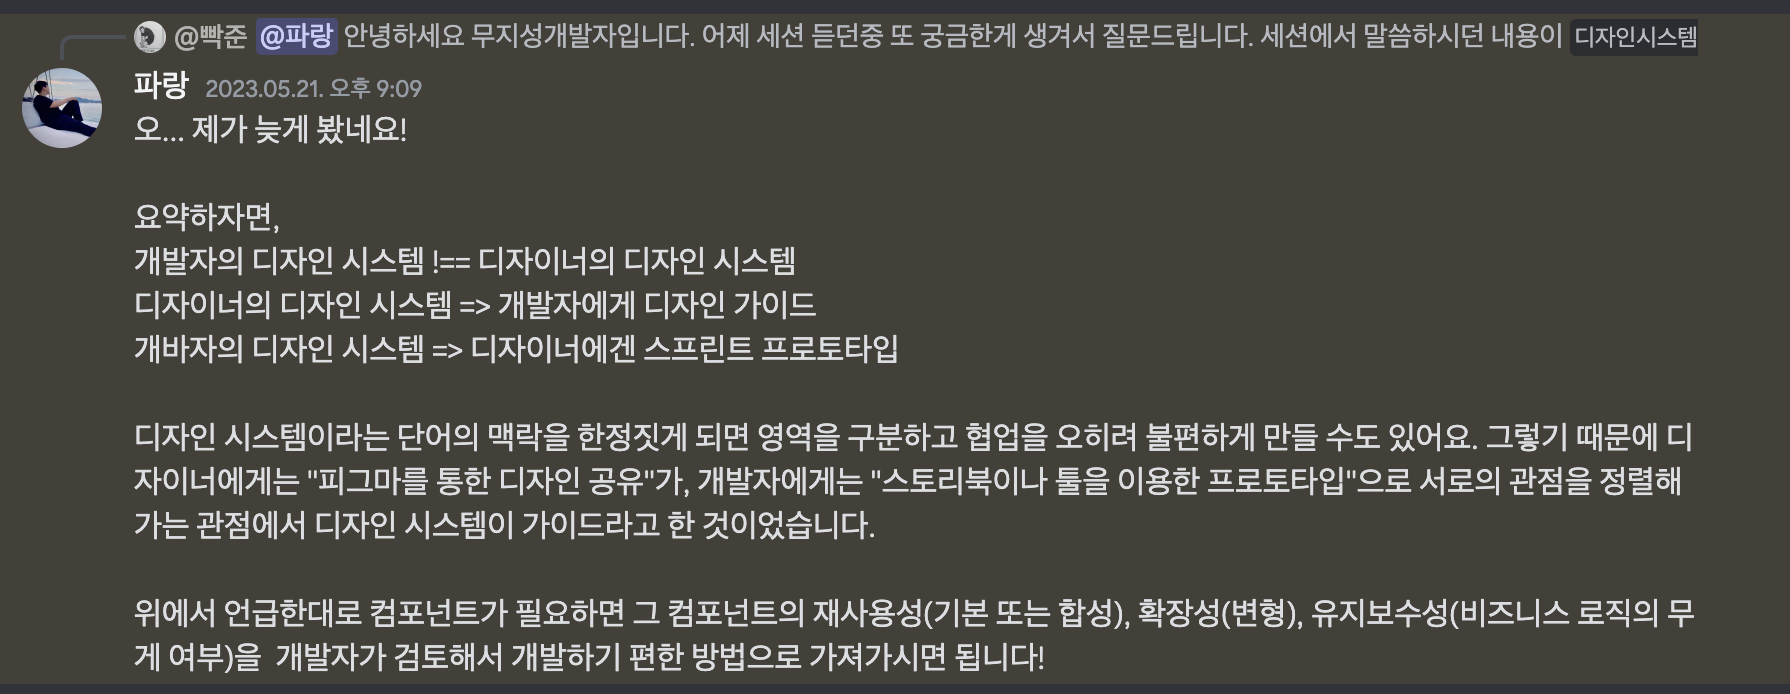 @빡준 @파랑 안녕하세요 무지성개발자입니다. 어제 세션 듣던중 또 궁금한게 생겨서 질문드립니다. 세션에서 말씀하시던 내용이 디자인시스템
파랑 2023.05.21. 오후 9:09
오... 제가 늦게 봤네요!
요약하자면,
개발자의 디자인 시스템 !== 디자이너의 디자인 시스템
디자이너의 디자인 시스템 => 개발자에게 디자인 가이드
개바자의 디자인 시스템 => 디자이너에겐 스프린트 프로토타입
디자인 시스템이라는 단어의 맥락을 한정짓게 되면 영역을 구분하고 협업을 오히려 불편하게 만들 수도 있어요. 그렇기 때문에 디
자이너에게는 "피그마를 통한 디자인 공유"가, 개발자에게는 "스토리북이나 툴을 이용한 프로토타입"으로 서로의 관점을 정렬해
가는 관점에서 디자인 시스템이 가이드라고 한 것이었습니다.
위에서 언급한대로 컴포넌트가 필요하면 그 컴포넌트의 재사용성(기본 또는 합성), 확장성(변형), 유지보수성(비즈니스 로직의 무
게 여부)을  개발자가 검토해서 개발하기 편한 방법으로 가져가시면 됩니다!